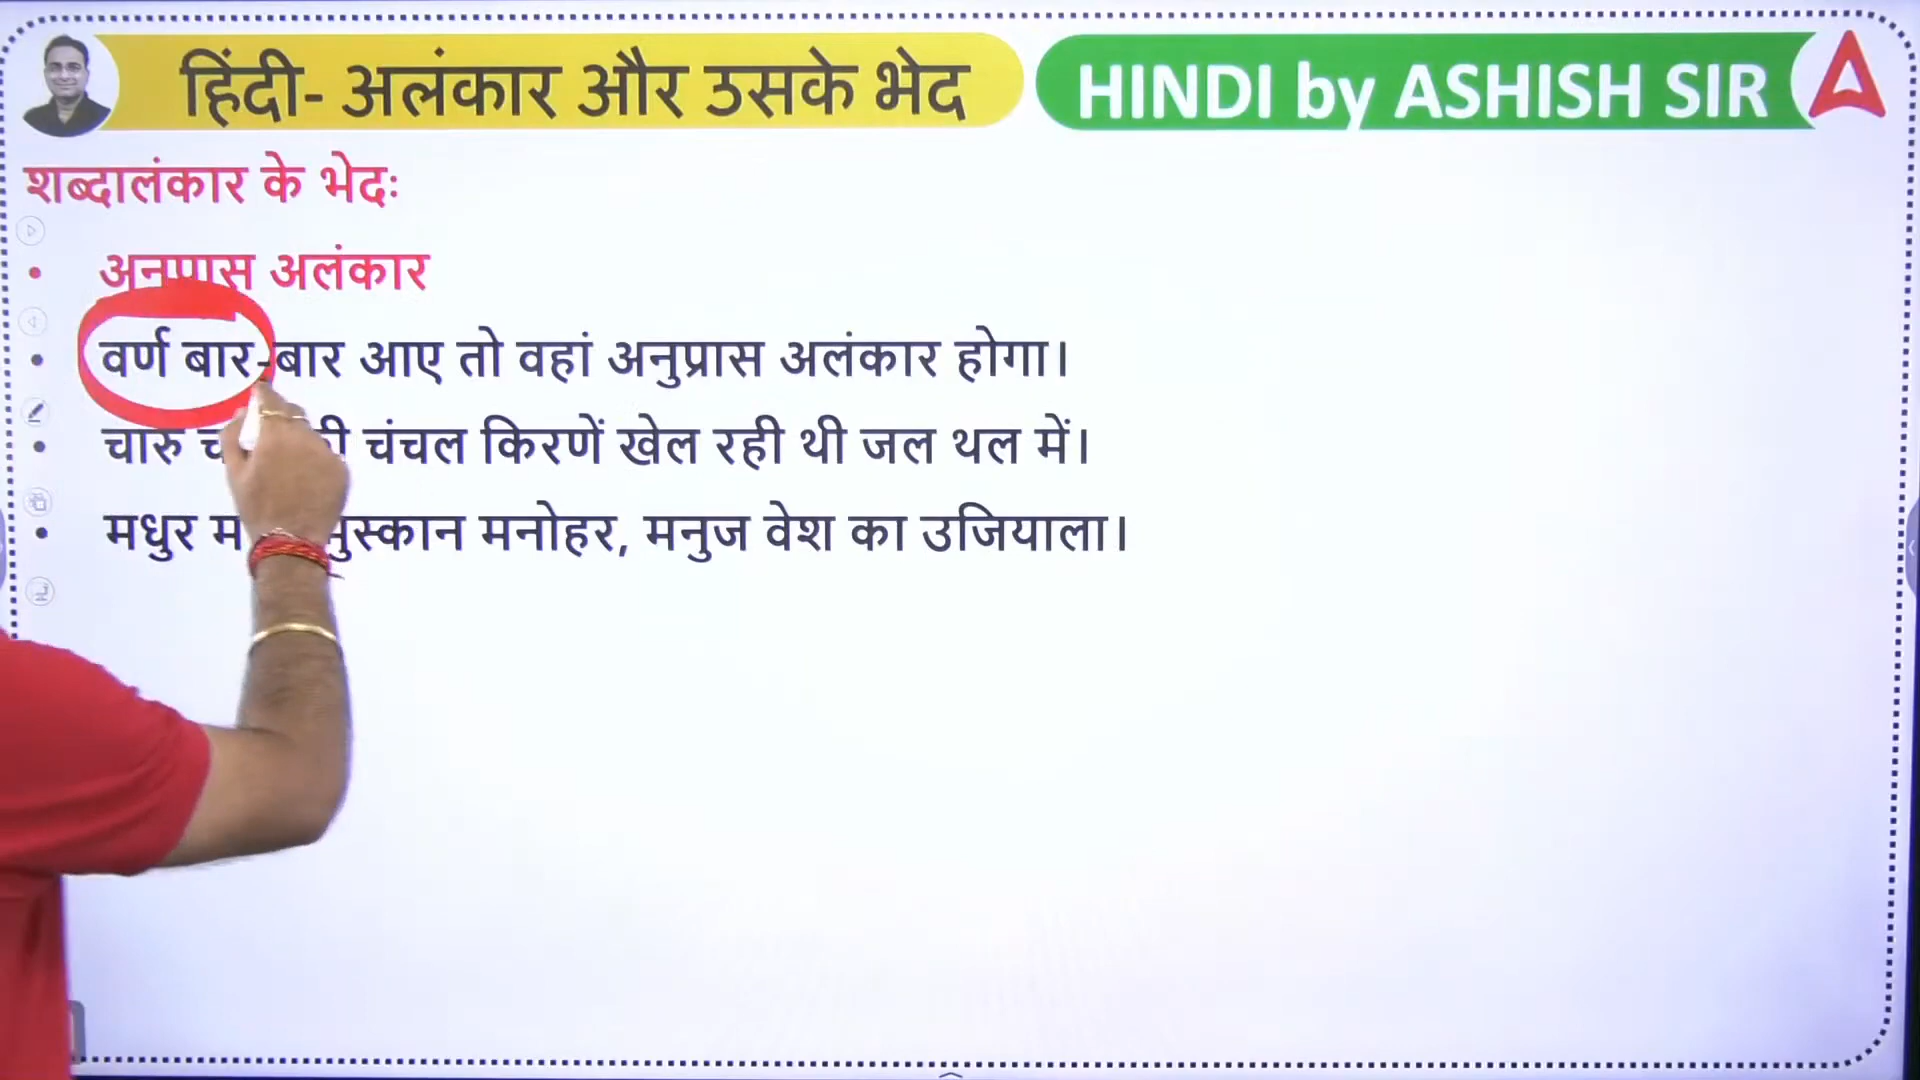 हिंदी- अलंकार और उसके भेद
HINDI by ASHISH SIR
शब्दालंकार के भेदः
• अनुप्रास अलंकार
• वर्ण बार-बार आए तो वहां अनुप्रास अलंकार होगा।
• चारु चंचल किरणें खेल रही थी जल थल में।
• मधुर मुस्कान मनोहर, मनुज वेश का उजियाला।